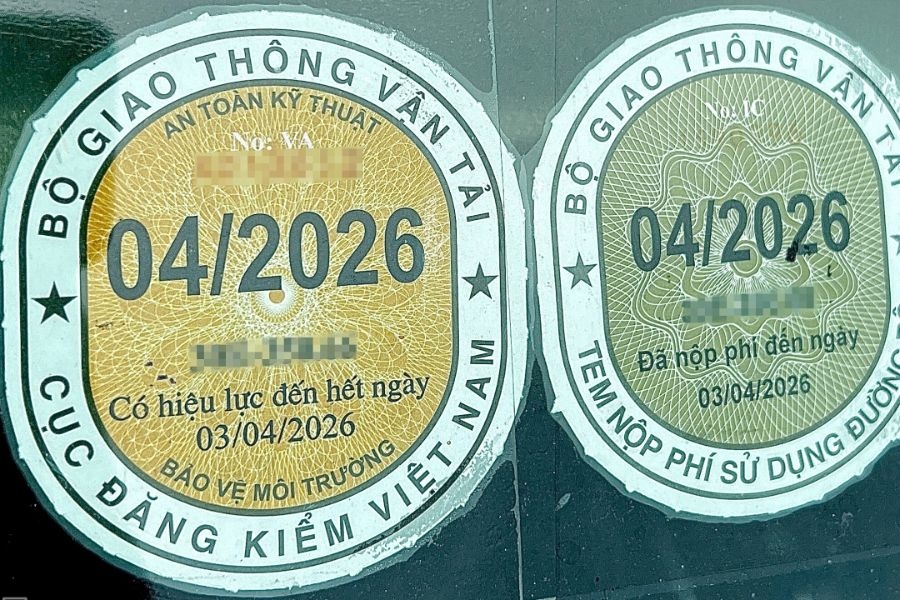 BỘ GIAO THÔNG VẬN TẢI
AN TOÀN KỸ THUẬT
No: VA
04/2026
Có hiệu lực đến hết ngày
03/04/2026
BẢO VỆ MÔI TRƯỜNG
CỤC ĐĂNG KIỂM VIỆT NAM
BỘ GIAO THÔNG VẬN TẢI
No: IC
04/2026
Đã nộp phí đến ngày
03/04/2026
TEM NỘP PHÍ SỬ DỤNG ĐƯỜNG